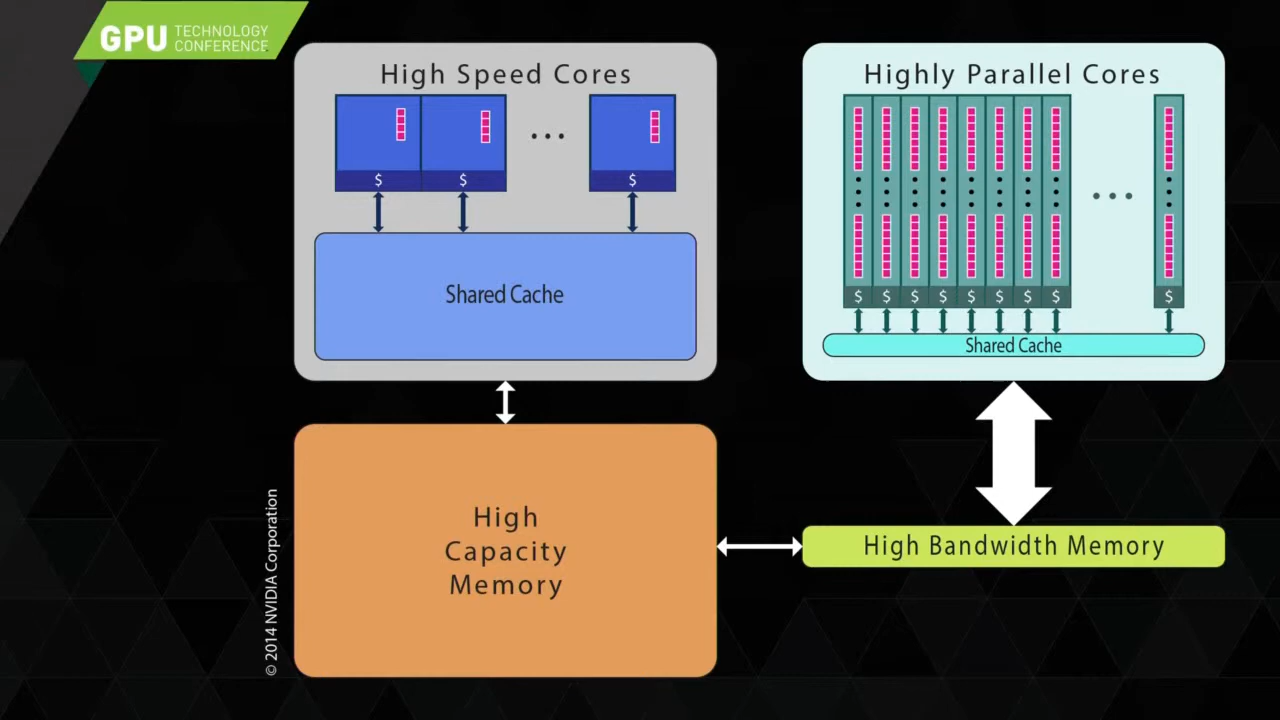 GPU TECHNOLOGY
CONFERENCE
High Speed Cores
$ $ $
Shared Cache
Highly Parallel Cores
$ $ $ $ $ $ $ $ $
Shared Cache
High
Capacity
Memory
High Bandwidth Memory
© 2014 NVIDIA Corporation